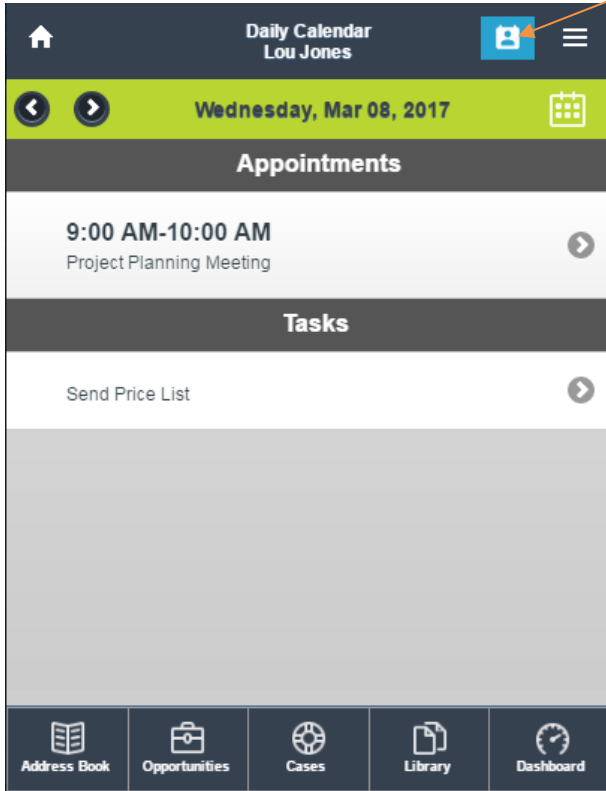 Daily Calendar
Lou Jones
Wednesday, Mar 08, 2017
Appointments
9:00 AM-10:00 AM
Project Planning Meeting
Tasks
Send Price List
Address Book
Opportunities
Cases
Library
Dashboard